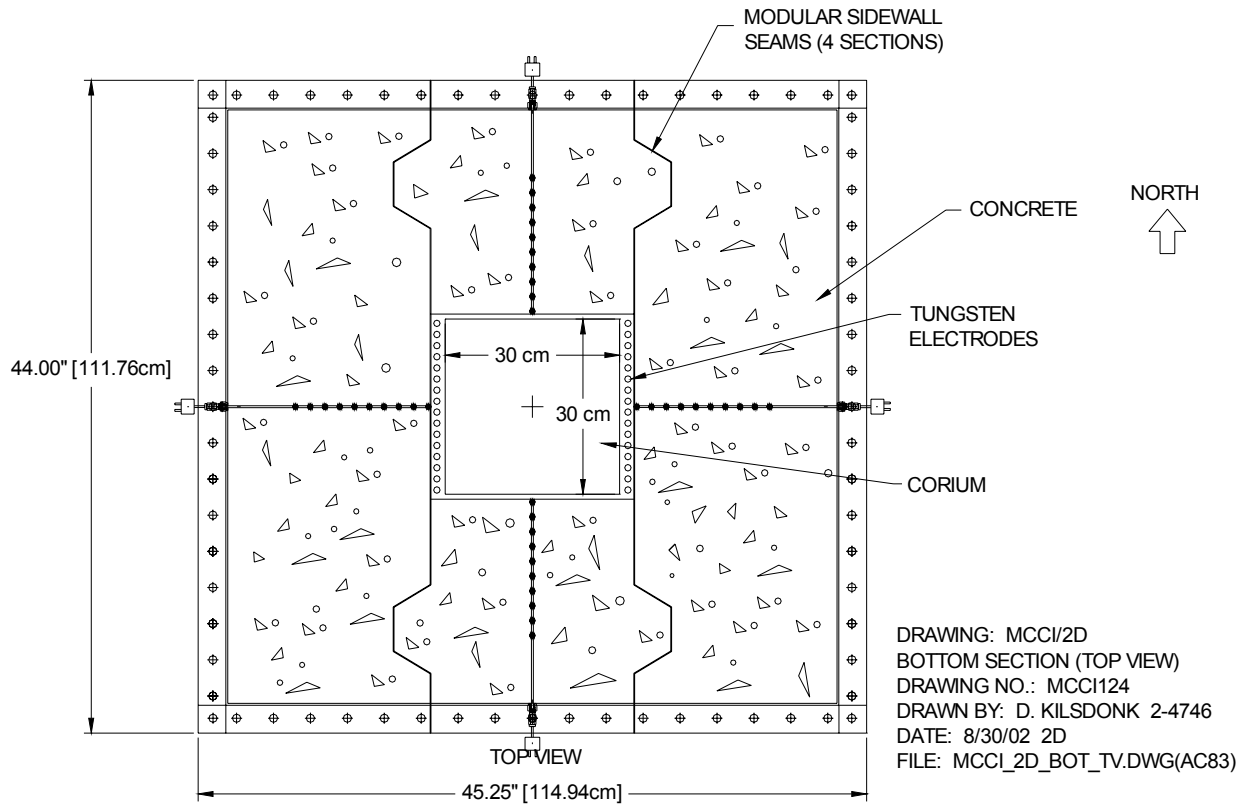 MODULAR SIDEWALL
SEAMS (4 SECTIONS)
NORTH
CONCRETE
TUNGSTEN
ELECTRODES
44.00" [111.76cm]
30 cm
30 cm
CORIUM
DRAWING: MCCI/2D
BOTTOM SECTION (TOP VIEW)
DRAWING NO.: MCCI124
DRAWN BY: D. KILSDONK 2-4746
DATE: 8/30/02 2D
FILE: MCCI_2D_BOT_TV.DWG(AC83)
TOP VIEW
45.25" [114.94cm]